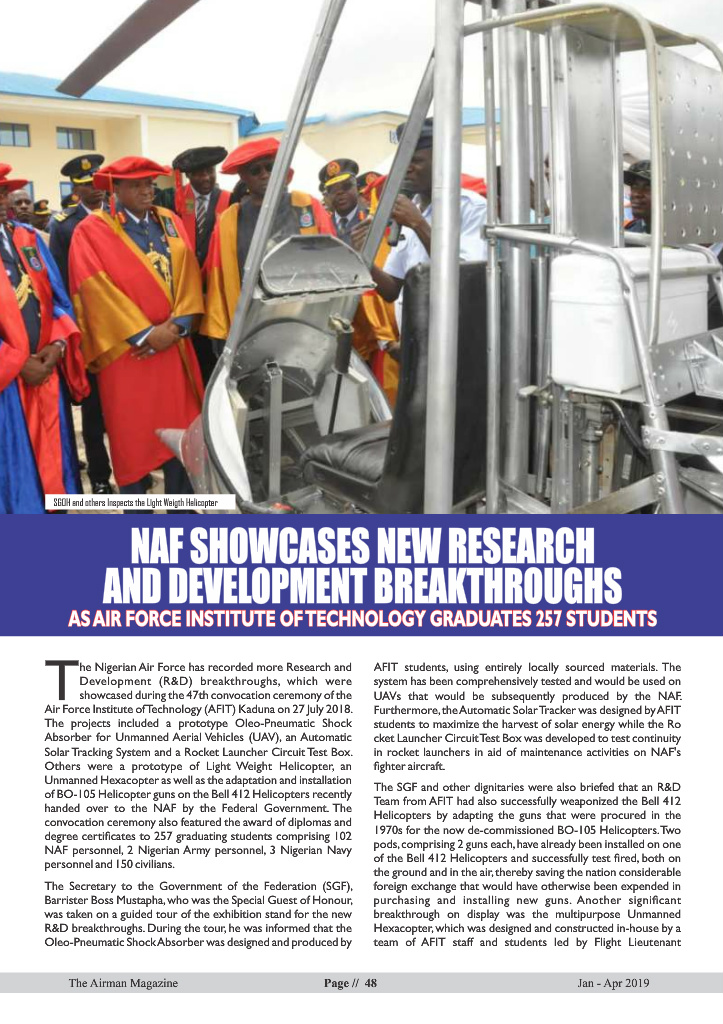 SGOH and others Inspects the Light Weigth Helicopter
NAF SHOWCASES NEW RESEARCH
AND DEVELOPMENT BREAKTHROUGHS
AS AIR FORCE INSTITUTE OF TECHNOLOGY GRADUATES 257 STUDENTS
The Nigerian Air Force has recorded more Research and
Development (R&D) breakthroughs, which were
showcased during the 47th convocation ceremony of the
Air Force Institute of Technology (AFIT) Kaduna on 27 July 2018.
The projects included a prototype Oleo-Pneumatic Shock
Absorber for Unmanned Aerial Vehicles (UAV), an Automatic
Solar Tracking System and a Rocket Launcher Circuit Test Box.
Others were a prototype of Light Weight Helicopter, an
Unmanned Hexacopter as well as the adaptation and installation
of BO-105 Helicopter guns on the Bell 412 Helicopters recently
handed over to the NAF by the Federal Government. The
convocation ceremony also featured the award of diplomas and
degree certificates to 257 graduating students comprising 102
NAF personnel, 2 Nigerian Army personnel, 3 Nigerian Navy
personnel and 150 civilians.
The Secretary to the Government of the Federation (SGF),
Barrister Boss Mustapha, who was the Special Guest of Honour,
was taken on a guided tour of the exhibition stand for the new
R&D breakthroughs. During the tour, he was informed that the
Oleo-Pneumatic Shock Absorber was designed and produced by
AFIT students, using entirely locally sourced materials. The
system has been comprehensively tested and would be used on
UAVs that would be subsequently produced by the NAF.
Furthermore, the Automatic Solar Tracker was designed by AFIT
students to maximize the harvest of solar energy while the Ro
cket Launcher Circuit Test Box was developed to test continuity
in rocket launchers in aid of maintenance activities on NAF's
fighter aircraft.
The SGF and other dignitaries were also briefed that an R&D
Team from AFIT had also successfully weaponized the Bell 412
Helicopters by adapting the guns that were procured in the
1970s for the now de-commissioned BO-105 Helicopters. Two
pods, comprising 2 guns each, have already been installed on one
of the Bell 412 Helicopters and successfully test fired, both on
the ground and in the air, thereby saving the nation considerable
foreign exchange that would have otherwise been expended in
purchasing and installing new guns. Another significant
breakthrough on display was the multipurpose Unmanned
Hexacopter, which was designed and constructed in-house by a
team of AFIT staff and students led by Flight Lieutenant
The Airman Magazine
Page // 48
Jan - Apr 2019